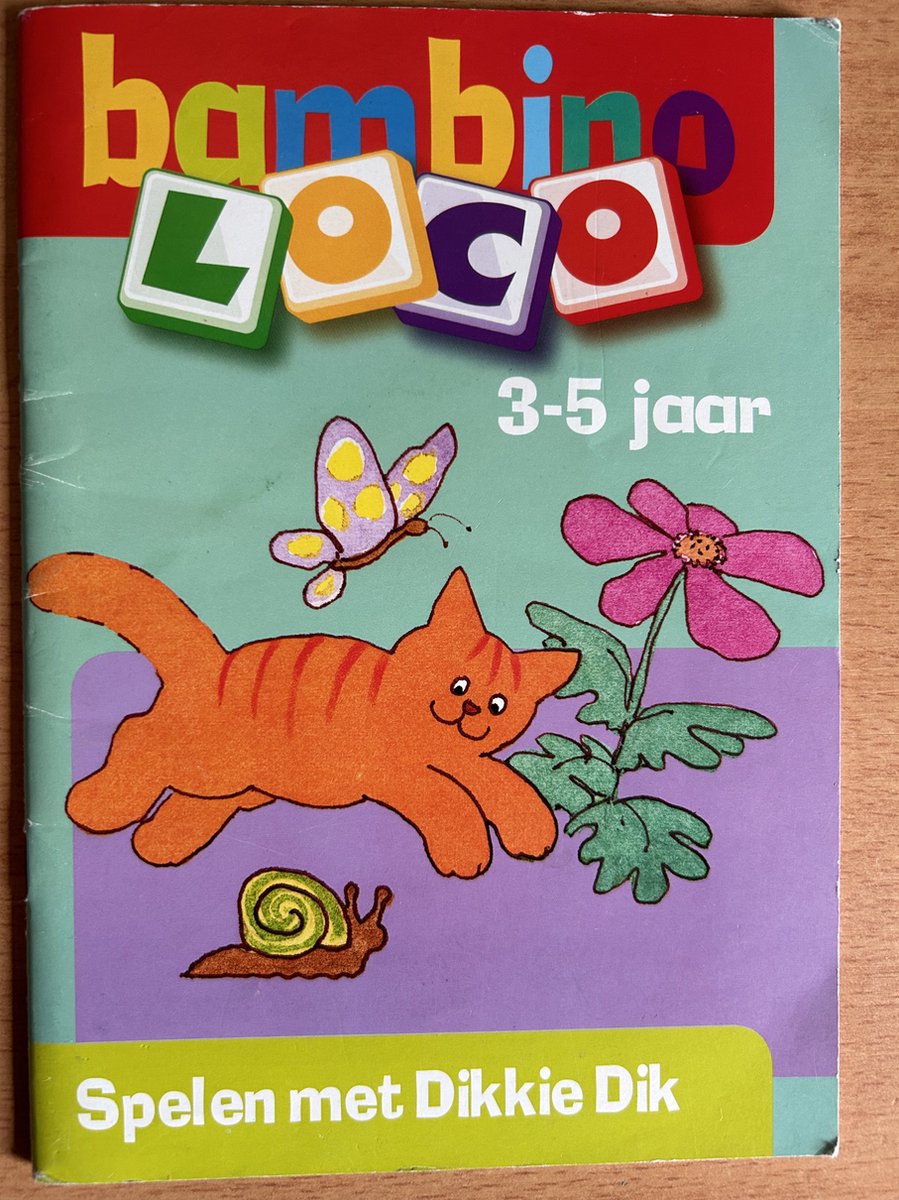 bambino
LOCO
3-5 jaar
Spelen met Dikkie Dik